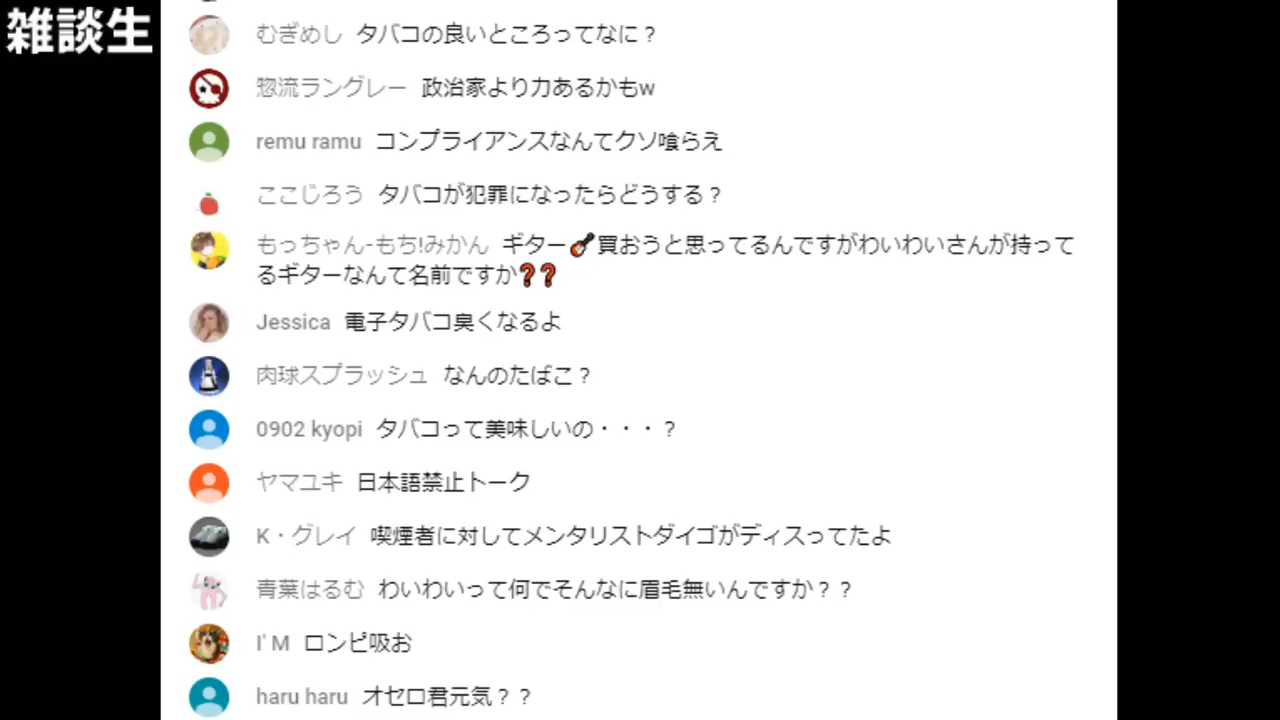 雑談生
むぎめし タバコの良いところってなに？
惣流ラングレー 政治家より力あるかもw
remu ramu コンプライアンスなんてクソ喰らえ
ここじろう タバコが犯罪になったらどうする？
もっちゃん-もち!みかん ギター🎸買おうと思ってるんですがわいわいさんが持って
るギターなんて名前ですか❓❓
Jessica 電子タバコ臭くなるよ
肉球スプラッシュ なんのたばこ？
0902 kyopi タバコって美味しいの・・・？
ヤマユキ 日本語禁止トーク
K・グレイ 喫煙者に対してメンタリストダイゴがディスってたよ
青葉はるむ わいわいって何でそんなに眉毛無いんですか？？
I' M ロンピ吸お
haru haru オセロ君元気？？